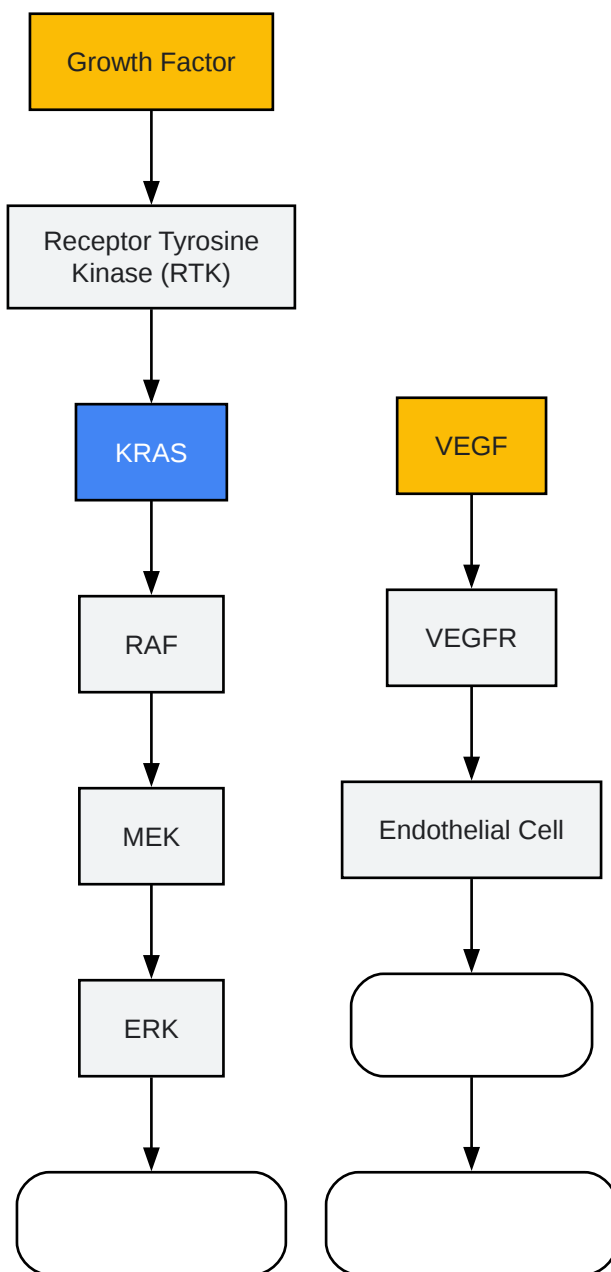 Growth Factor
Receptor Tyrosine
Kinase (RTK)
KRAS
VEGF
RAF
VEGFR
MEK
Endothelial Cell
ERK